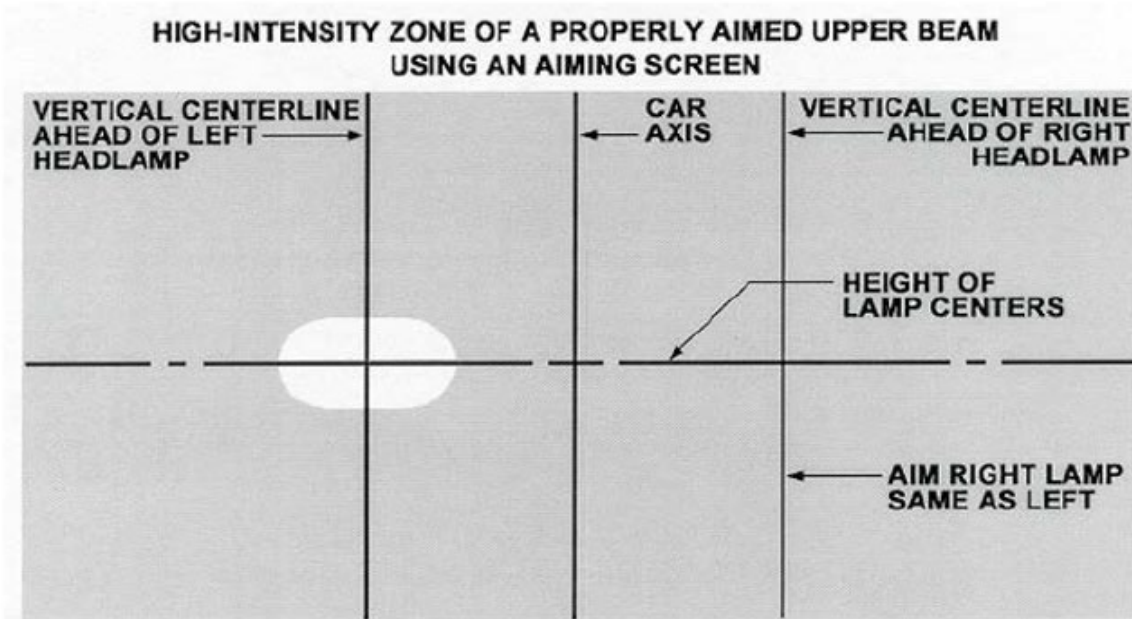 HIGH-INTENSITY ZONE OF A PROPERLY AIMED UPPER BEAM
USING AN AIMING SCREEN
VERTICAL CENTERLINE
AHEAD OF LEFT
HEADLAMP
CAR
AXIS
VERTICAL CENTERLINE
AHEAD OF RIGHT
HEADLAMP
HEIGHT OF
LAMP CENTERS
AIM RIGHT LAMP
SAME AS LEFT